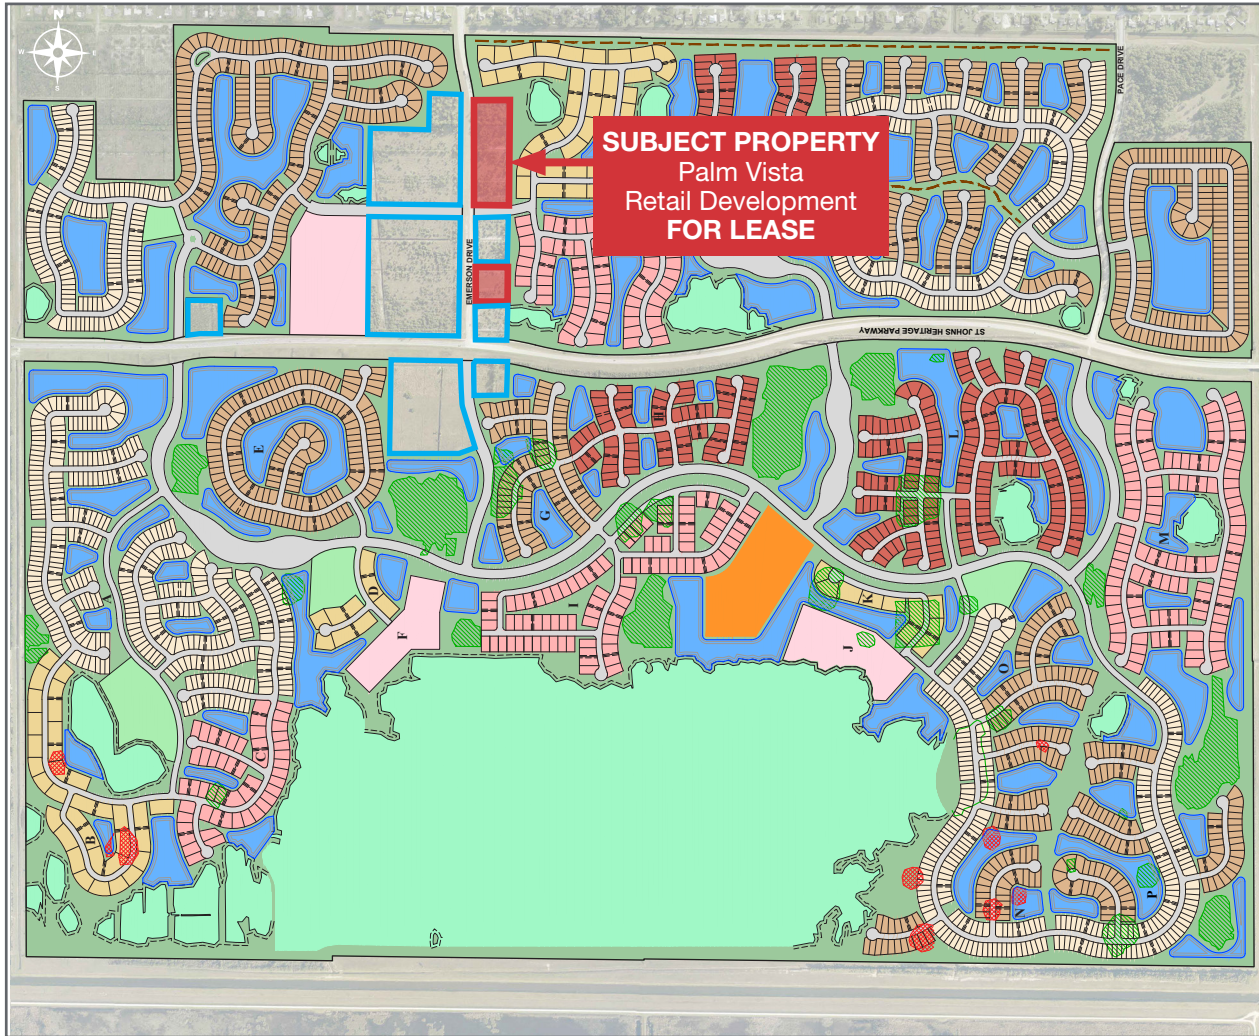 N
W
E
S
PACE DRIVE
SUBJECT PROPERTY
Palm Vista
Retail Development
FOR LEASE
EMERSON DRIVE
ST JOHNS HERITAGE PARKWAY
E
H
L
G
M
A
D
I
K
F
J
O
C
B
N
P